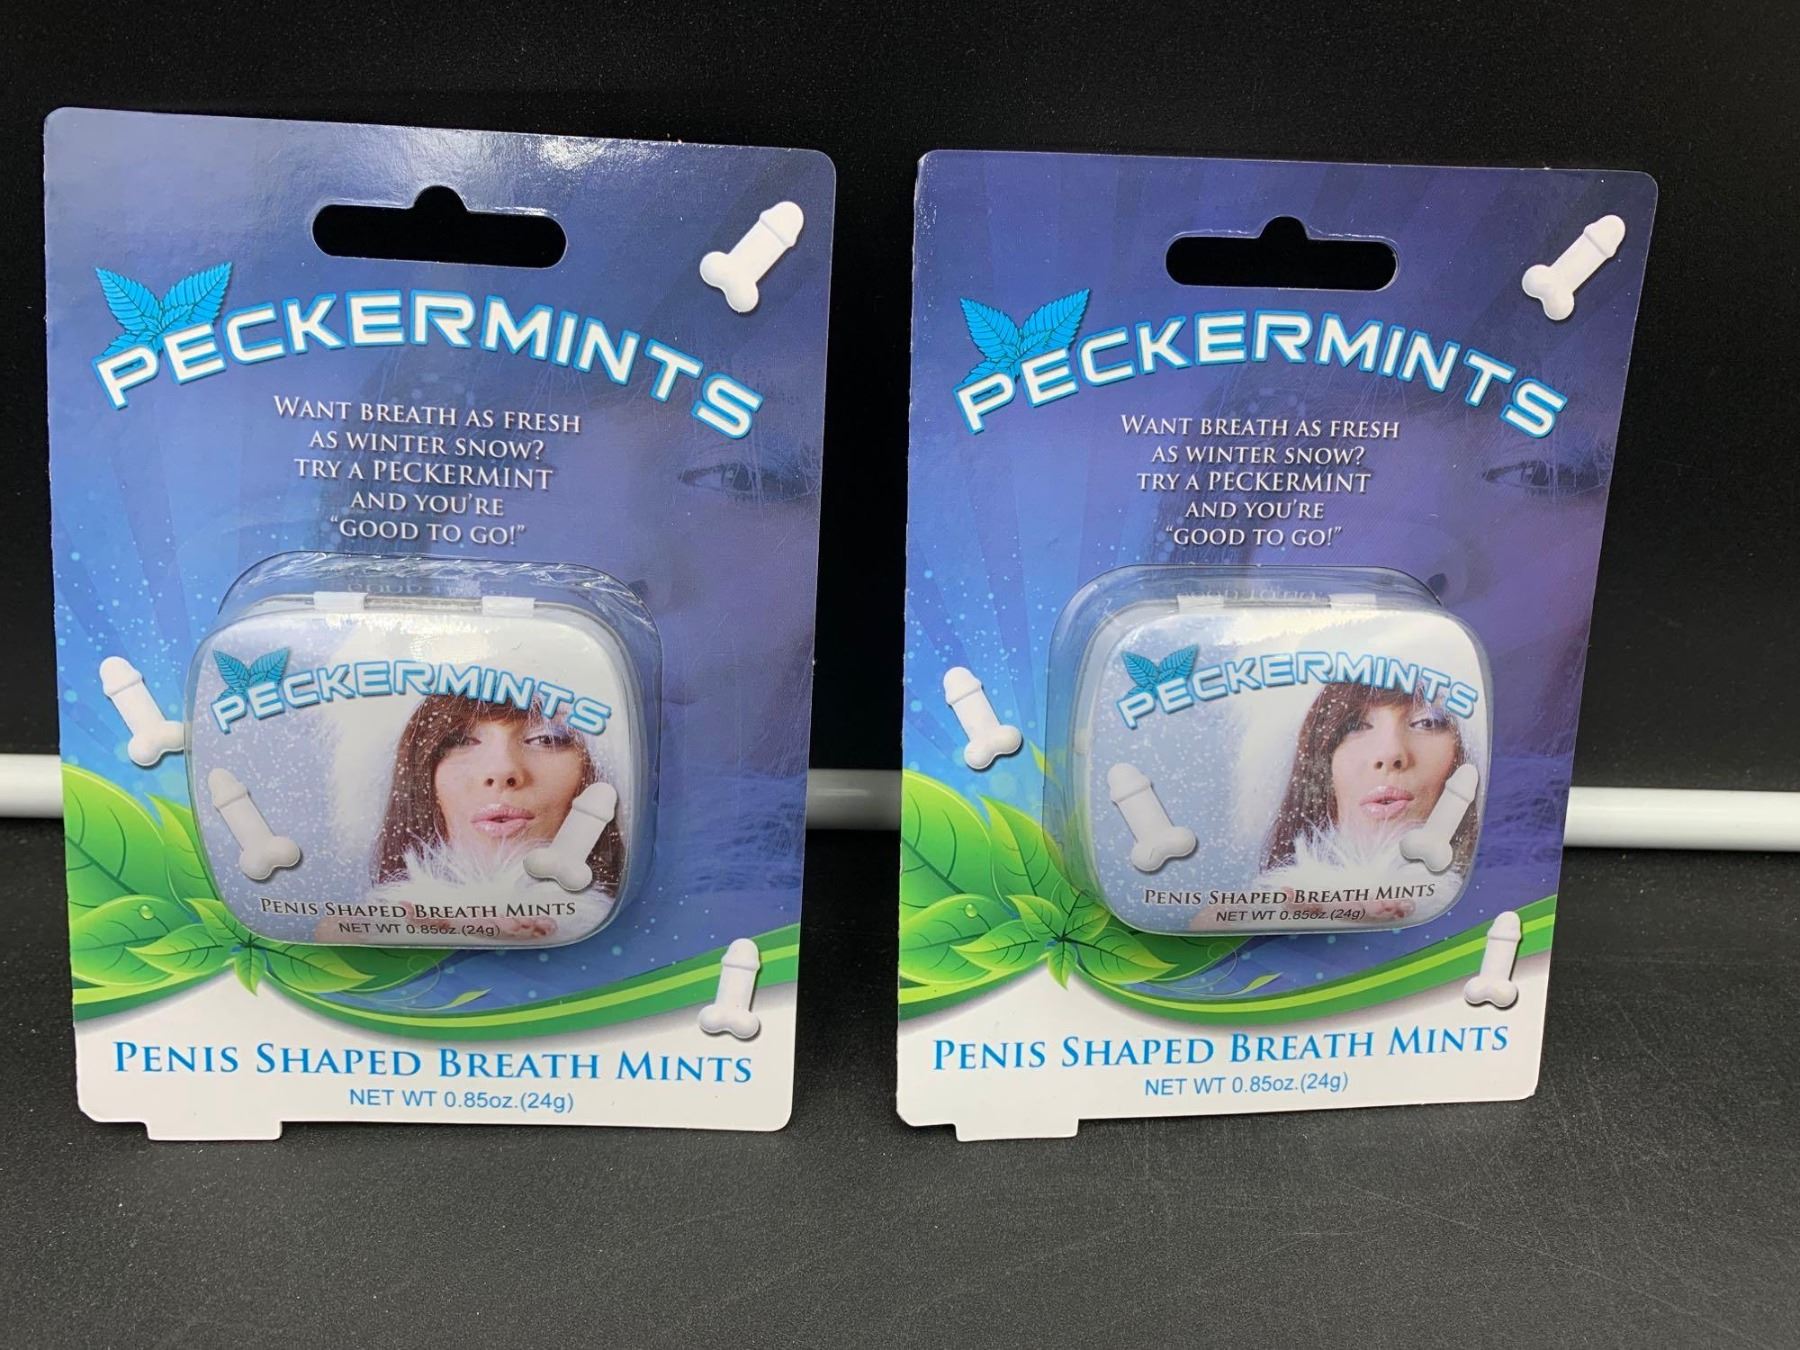 PECKERMINTS
WANT BREATH AS FRESH
AS WINTER SNOW?
TRY A PECKERMINT
AND YOU'RE
"GOOD TO GO!"
PECKERMINTS
PENIS SHAPED BREATH MINTS
NET WT 0.85oz.(24g)
PENIS SHAPED BREATH MINTS
NET WT 0.85oz.(24g)
PECKERMINTS
WANT BREATH AS FRESH
AS WINTER SNOW?
TRY A PECKERMINT
AND YOU'RE
"GOOD TO GO!"
PECKERMINTS
PENIS SHAPED BREATH MINTS
NET WT 0.85oz.(24g)
PENIS SHAPED BREATH MINTS
NET WT 0.85oz.(24g)